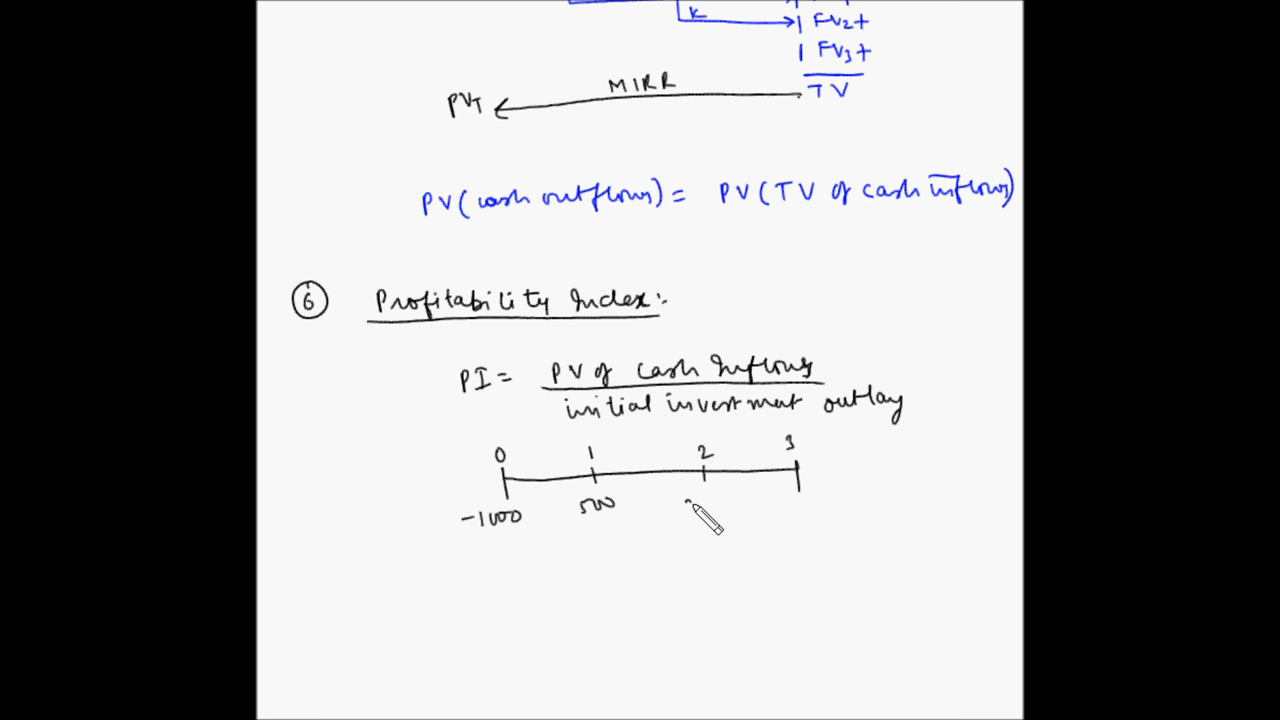 K
FV2+
FV3+
TV
MIRR
PVT
PV(cash outflows) = PV(TV of cash inflows)
6 Profitability Index:
PI = PV of cash Inflows
initial investment outlay
0 1 2 3
-1000 500